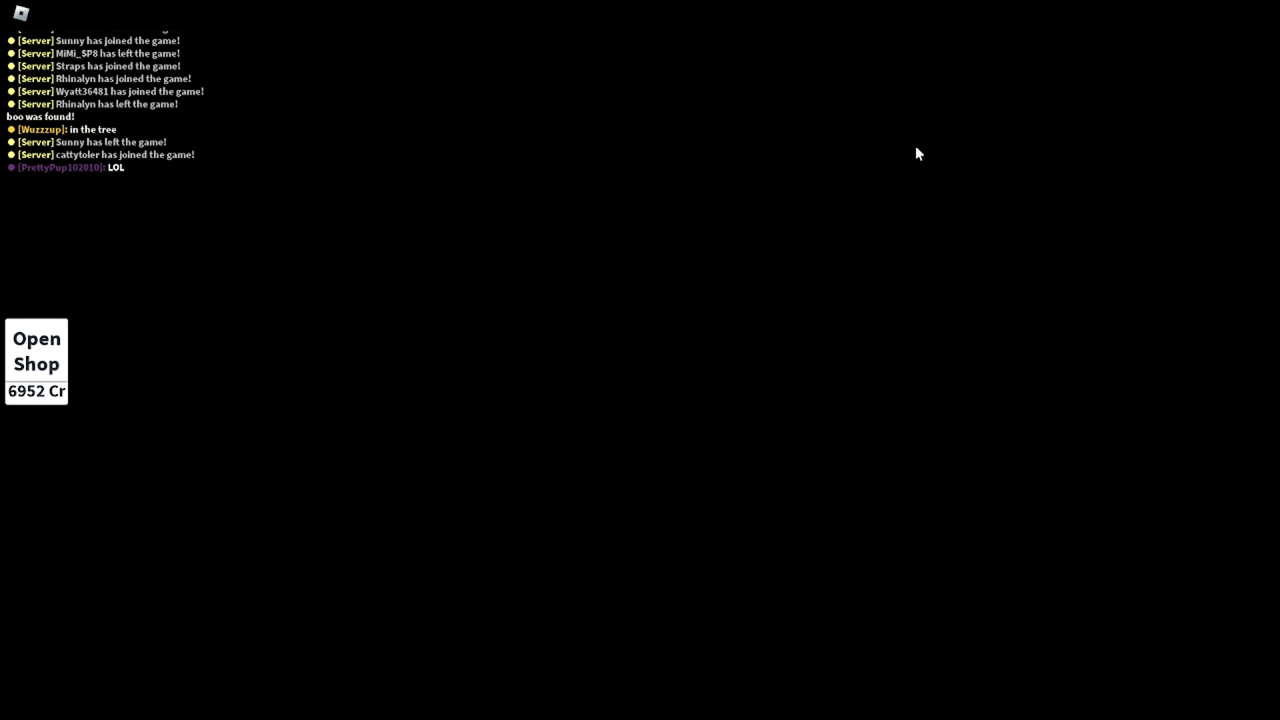 [Server] Sunny has joined the game!
[Server] MiMi_SP8 has left the game!
[Server] Straps has joined the game!
[Server] Rhinalyn has joined the game!
[Server] Wyatt36481 has joined the game!
[Server] Rhinalyn has left the game!
boo was found!
[Wuzzzup]: in the tree
[Server] Sunny has left the game!
[Server] cattytoler has joined the game!
[PrettyPup102010]: LOL
Open
Shop
6952 Cr